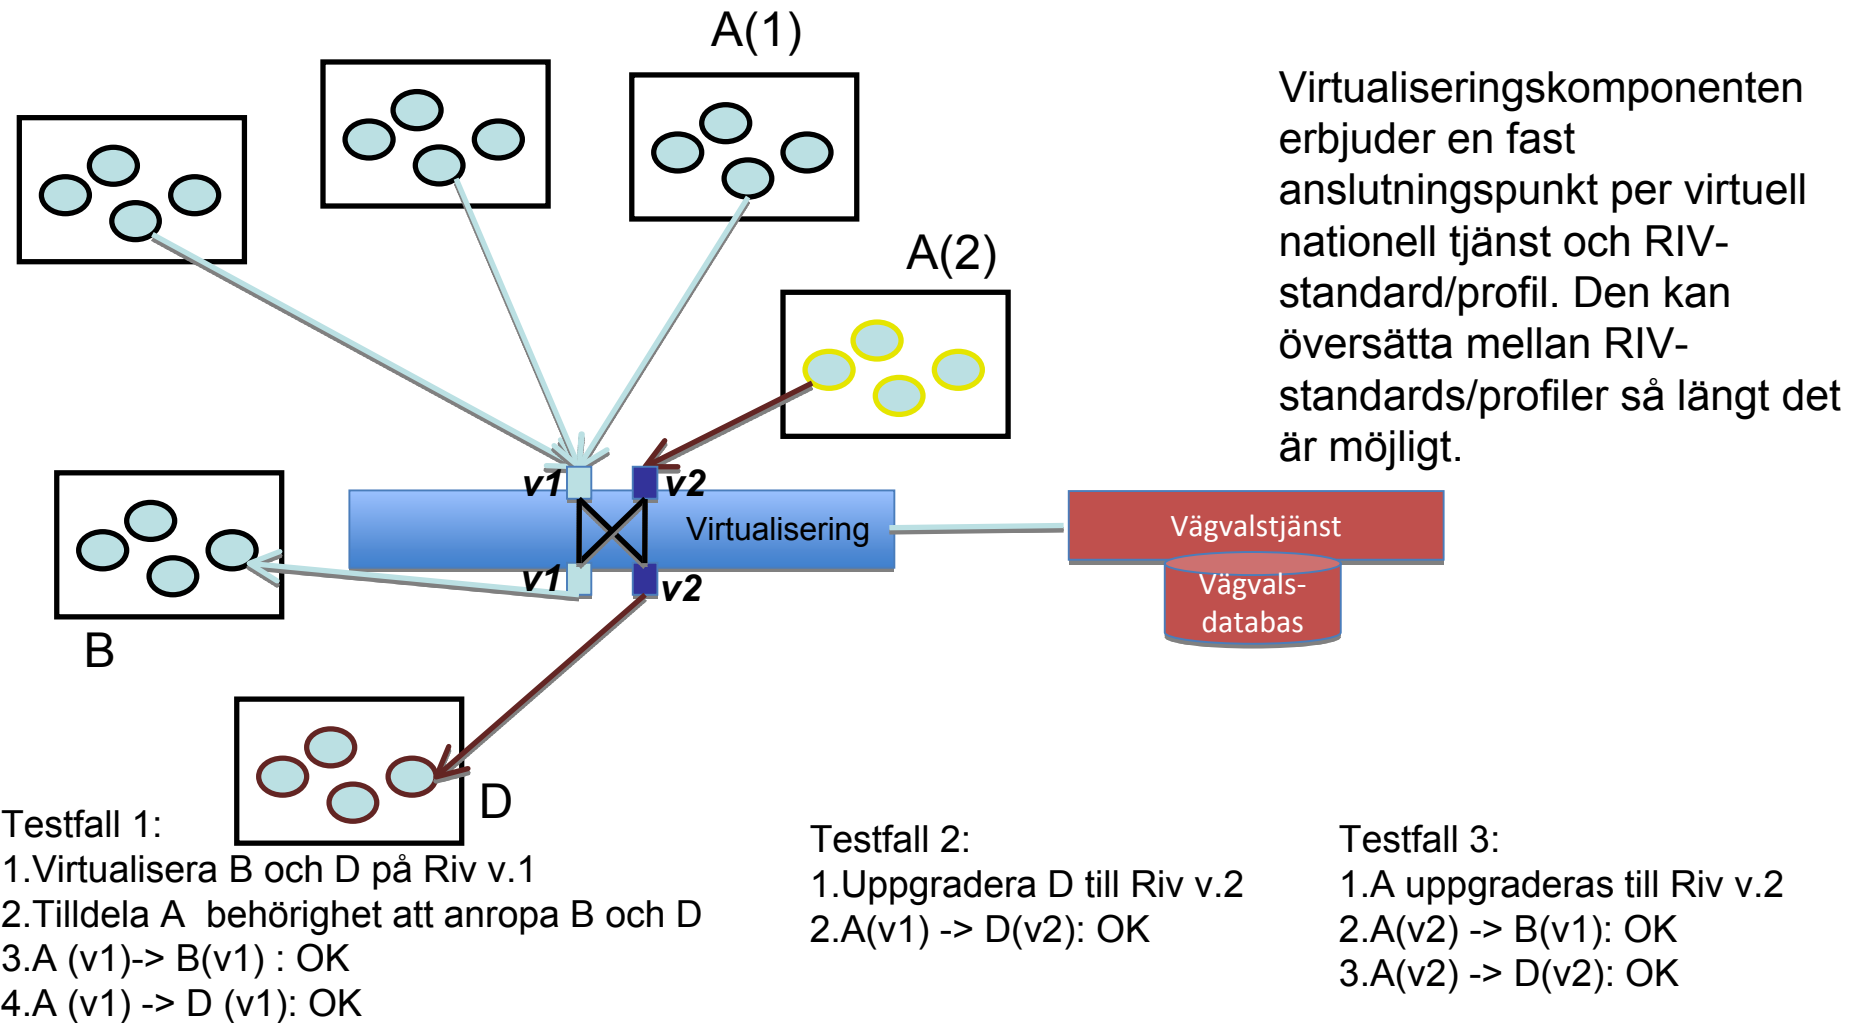 A(1)
Virtualiseringskomponenten
erbjuder en fast
anslutningspunkt per virtuell
nationell tjänst och RIV-
standard/profil. Den kan
översätta mellan RIV-
standards/profiler så längt det
är möjligt.
A(2)
v1
v2
Virtualisering
Vägvalstjänst
v1
v2
Vägvals-
databas
B
D
Testfall 1:
1.Virtualisera B och D på Riv v.1
2.Tilldela A  behörighet att anropa B och D
3.A (v1)-> B(v1) : OK
4.A (v1) -> D (v1): OK
Testfall 2:
1.Uppgradera D till Riv v.2
2.A(v1) -> D(v2): OK
Testfall 3:
1.A uppgraderas till Riv v.2
2.A(v2) -> B(v1): OK
3.A(v2) -> D(v2): OK